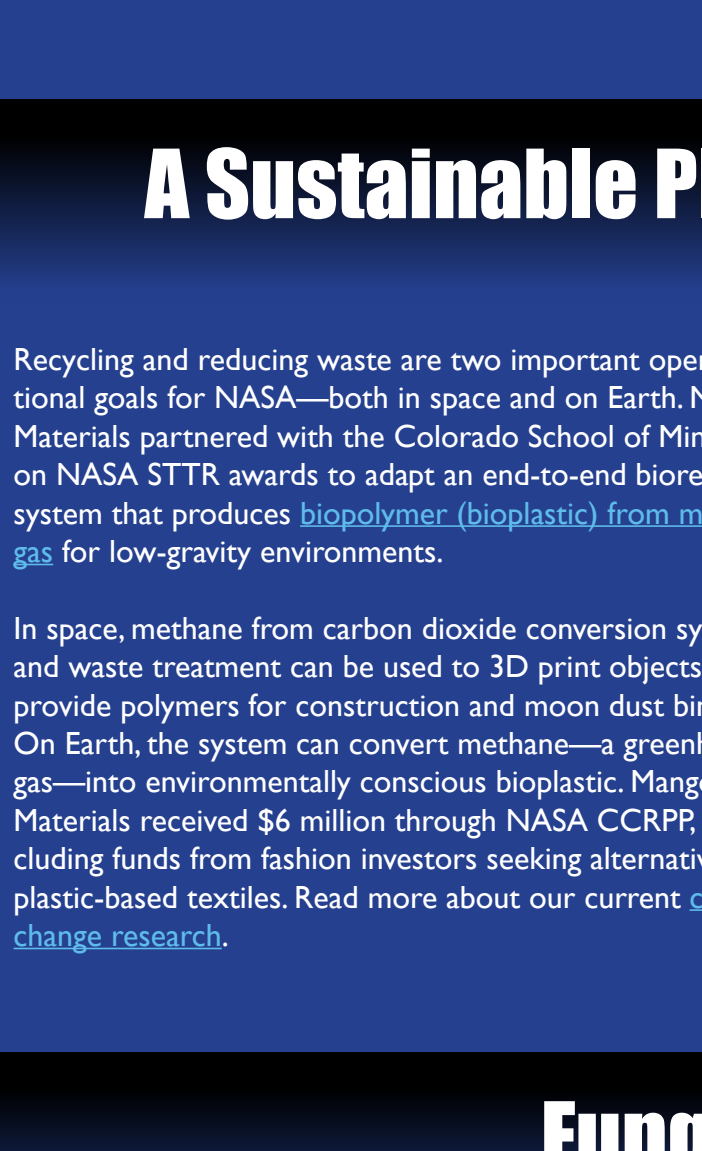 A Sustainable Pl
Recycling and reducing waste are two important oper
tional goals for NASA—both in space and on Earth. M
Materials partnered with the Colorado School of Min
on NASA STTR awards to adapt an end-to-end biore
system that produces biopolymer (bioplastic) from m
gas for low-gravity environments.
In space, methane from carbon dioxide conversion sy
and waste treatment can be used to 3D print objects
provide polymers for construction and moon dust bin
On Earth, the system can convert methane—a greenh
gas—into environmentally conscious bioplastic. Mango
Materials received $6 million through NASA CCRPP,
cluding funds from fashion investors seeking alternativ
plastic-based textiles. Read more about our current c
change research.
Fung